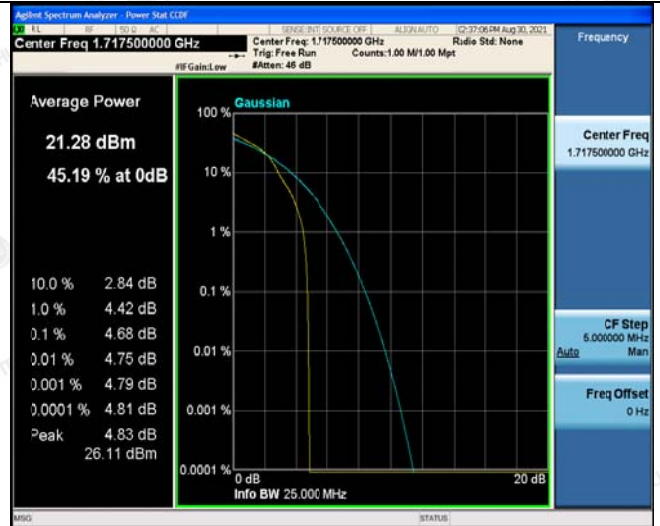 Agilent Spectrum Analyzer - Power Stat CCDF
RL RF 50 Ω AC SENSE:INT SOURCE OFF ALIGN AUTO 02:37:06 PM Aug 30, 2021
Center Freq 1.717500000 GHz
Center Freq: 1.717500000 GHz Radio Std: None
Trig: Free Run Counts:1.00 M/1.00 Mpt
#IFGain:Low #Atten: 46 dB
Frequency
Average Power
21.28 dBm
45.19 % at 0dB
10.0 % 2.84 dB
1.0 % 4.42 dB
0.1 % 4.68 dB
0.01 % 4.75 dB
0.001 % 4.79 dB
0.0001 % 4.81 dB
Peak 4.83 dB
26.11 dBm
Gaussian
100 %
10 %
1 %
0.1 %
0.01 %
0.001 %
0.0001 %
0 dB 20 dB
Info BW 25.000 MHz
Center Freq
1.717500000 GHz
CF Step
5.000000 MHz
Auto Man
Freq Offset
0 Hz
MSG STATUS